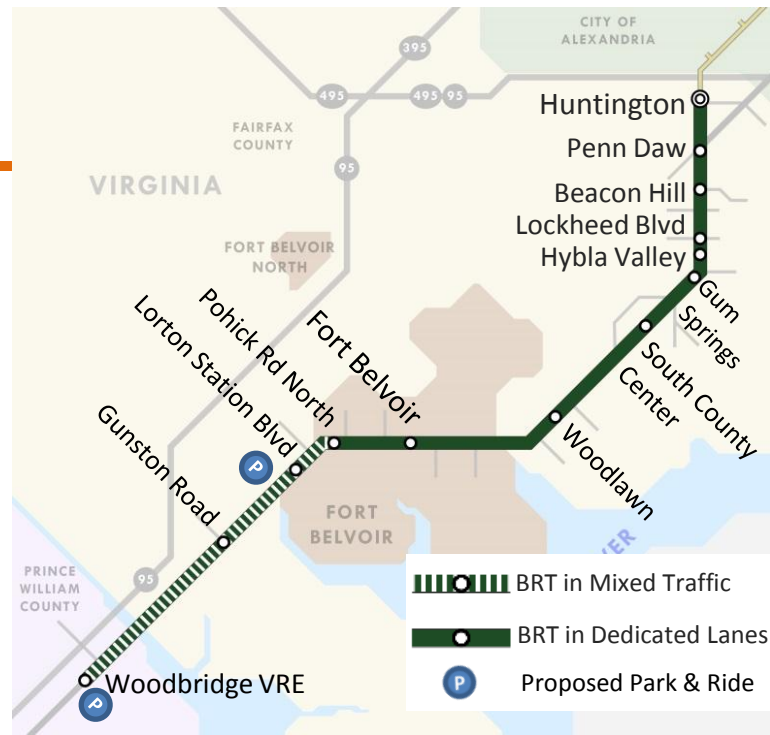 CITY OF
ALEXANDRIA
395
495
495 95
Huntington
FAIRFAX
COUNTY
Penn Daw
95
VIRGINIA
Beacon Hill
Lockheed Blvd
FORT BELVOIR
NORTH
Hybla Valley
Gum
Springs
Pohick Rd North
Fort Belvoir
Lorton Station Blvd
South County
Center
Gunston Road
P
Woodlawn
FORT
BELVOIR
PRINCE
WILLIAM
COUNTY
95
BRT in Mixed Traffic
BRT in Dedicated Lanes
P Proposed Park & Ride
Woodbridge VRE
P